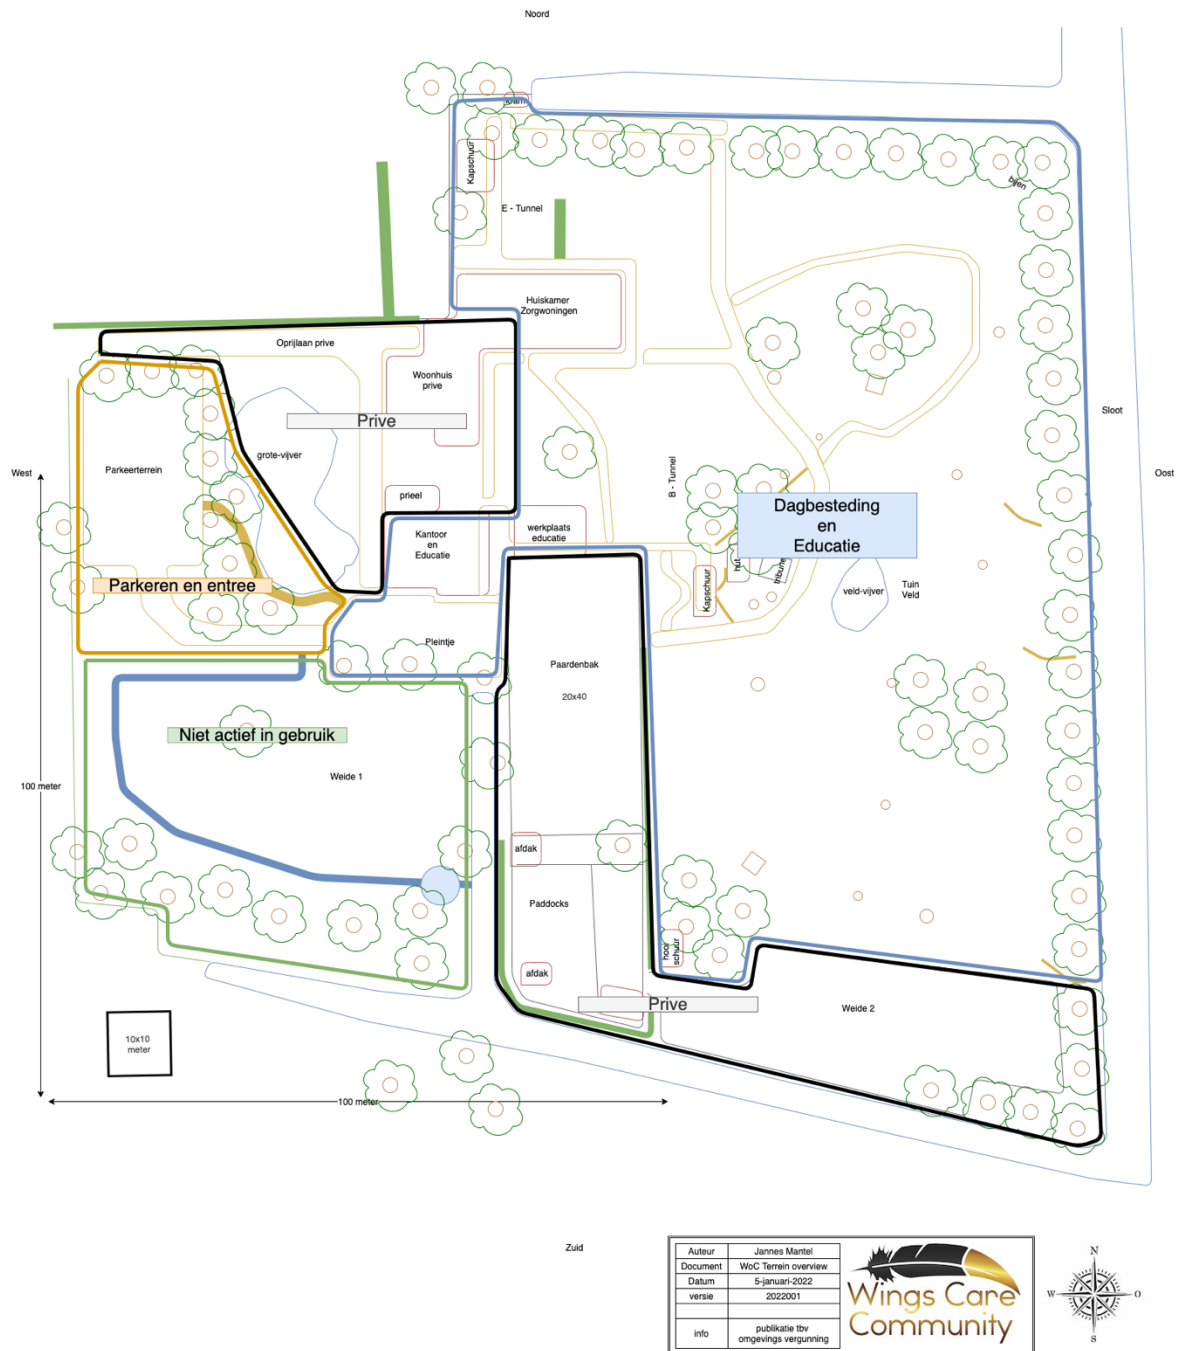 Noord
kram
Kapschuur
bijen
E - Tunnel
Huiskamer
Zorgwoningen
Oprijlaan prive
Woonhuis
prive
Prive
Sloot
grote-vijver
Parkeerterrein
West
Oost
B - Tunnel
prieel
Dagbesteding
en
Educatie
werkplaats
educatie
Kantoor
en
Educatie
hut
tribune
Kapschuur
Parkeren en entree
veld-vijver
Tuin
Veld
Pleintje
Paardenbak
20x40
Niet actief in gebruik
Weide 1
100 meter
afdak
Paddocks
hooi
schuur
afdak
Prive
Weide 2
10x10
meter
100 meter
Zuid
Auteur Jannes Mantel
Document WoC Terrein overview
Datum 5-januari-2022
versie 2022001
info publikatie tbv
omgevings vergunning
Wings Care
Community
N
W O
S